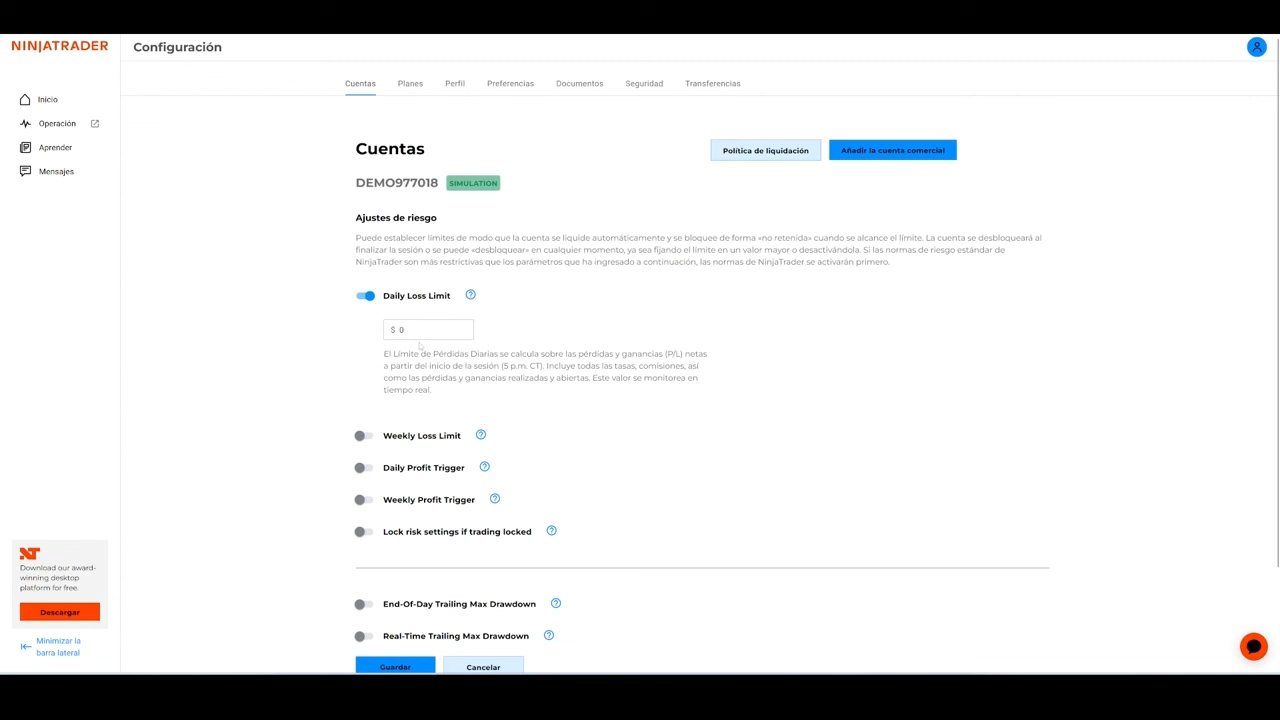 NINJATRADER
Configuración
Inicio
Operación
Aprender
Mensajes
Cuentas Planes Perfil Preferencias Documentos Seguridad Transferencias
Cuentas
Política de liquidación
Añadir la cuenta comercial
DEMO977018 SIMULATION
Ajustes de riesgo
Puede establecer límites de modo que la cuenta se liquide automáticamente y se bloquee de forma «no retenida» cuando se alcance el límite. La cuenta se desbloqueará al
finalizar la sesión o se puede «desbloquear» en cualquier momento, ya sea fijando el límite en un valor mayor o desactivándola. Si las normas de riesgo estándar de
NinjaTrader son más restrictivas que los parámetros que ha ingresado a continuación, las normas de NinjaTrader se activarán primero.
Daily Loss Limit
$ 0
El Límite de Pérdidas Diarias se calcula sobre las pérdidas y ganancias (P/L) netas
a partir del inicio de la sesión (5 p.m. CT). Incluye todas las tasas, comisiones, así
como las pérdidas y ganancias realizadas y abiertas. Este valor se monitorea en
tiempo real.
Weekly Loss Limit
Daily Profit Trigger
Weekly Profit Trigger
Lock risk settings if trading locked
End-Of-Day Trailing Max Drawdown
Real-Time Trailing Max Drawdown
Guardar
Cancelar
Download our award-
winning desktop
platform for free.
Descargar
Minimizar la
barra lateral